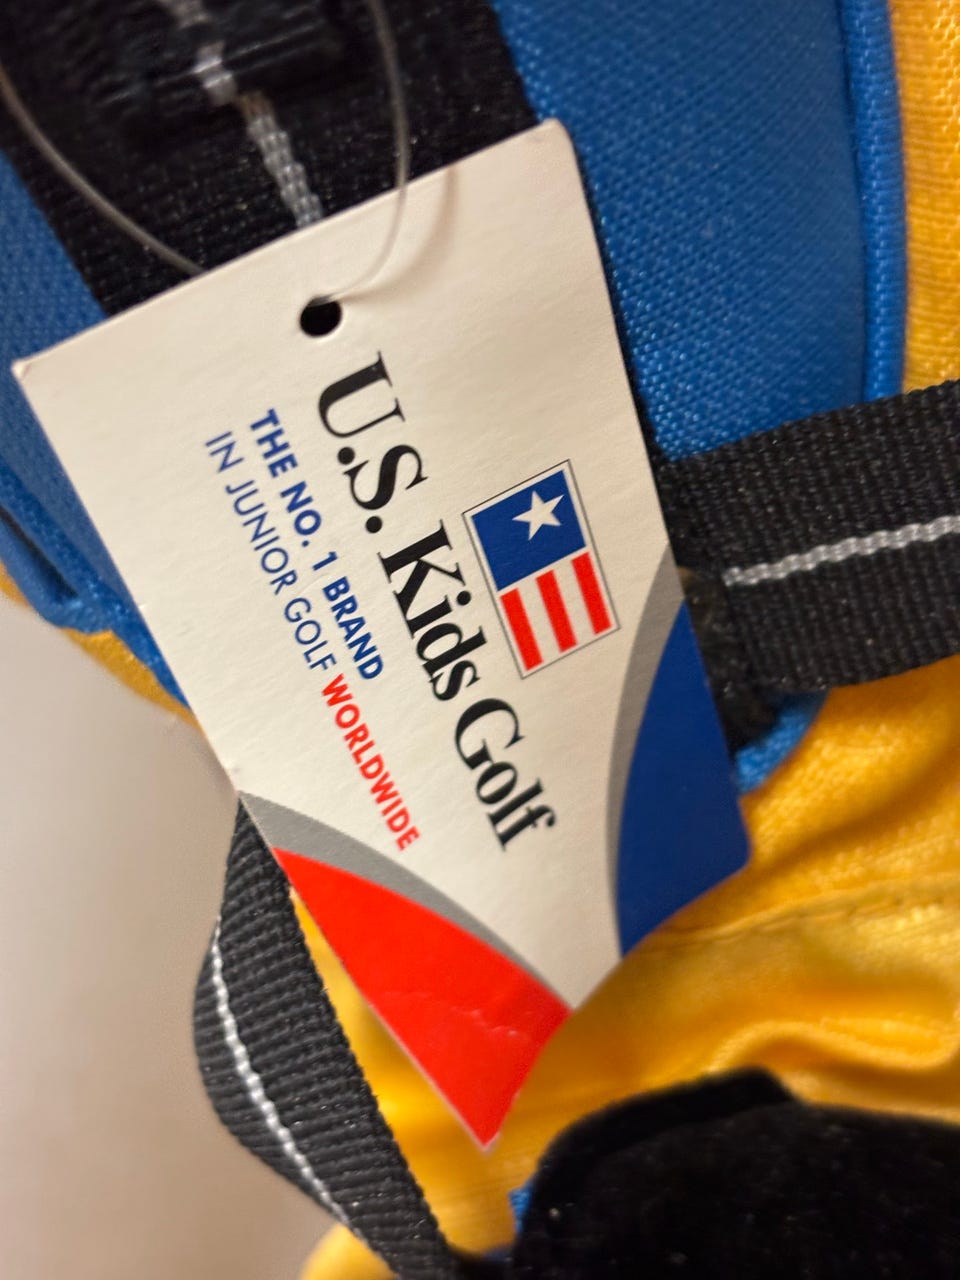 U.S. Kids Golf
THE NO. 1 BRAND
IN JUNIOR GOLF WORLDWIDE